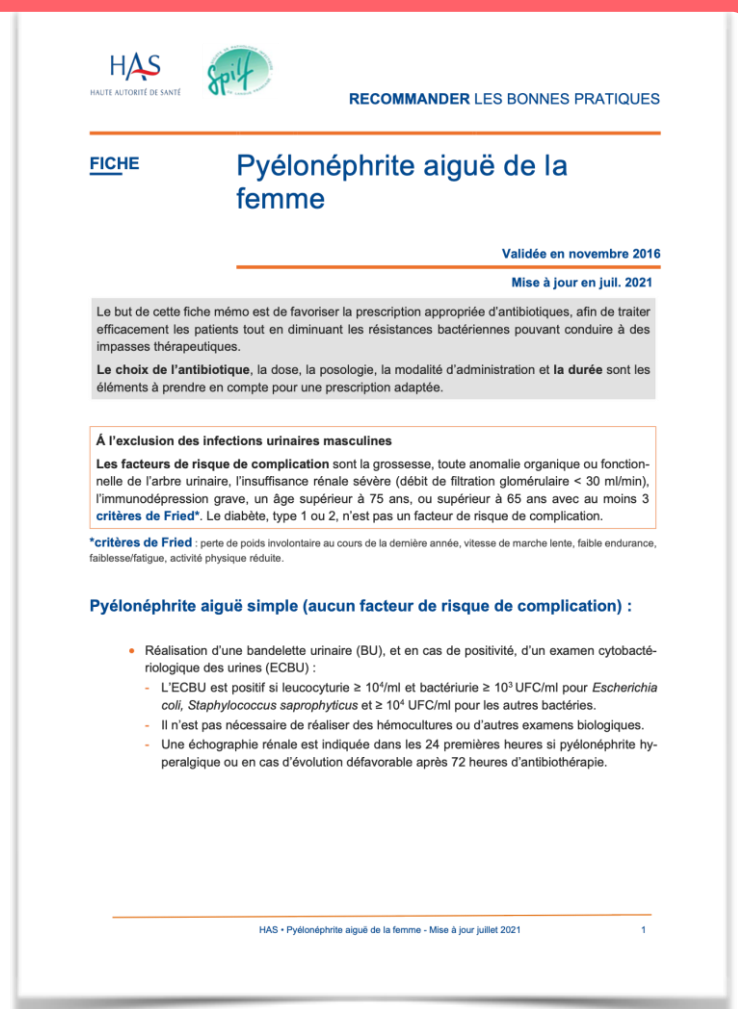 HAS
HAUTE AUTORITÉ DE SANTÉ
Spilf
RECOMMANDER LES BONNES PRATIQUES
FICHE
Pyélonéphrite aiguë de la
femme
Validée en novembre 2016
Mise à jour en juil. 2021
Le but de cette fiche mémo est de favoriser la prescription appropriée d’antibiotiques, afin de traiter
efficacement les patients tout en diminuant les résistances bactériennes pouvant conduire à des
impasses thérapeutiques.
Le choix de l’antibiotique, la dose, la posologie, la modalité d’administration et la durée sont les
éléments à prendre en compte pour une prescription adaptée.
Á l’exclusion des infections urinaires masculines
Les facteurs de risque de complication sont la grossesse, toute anomalie organique ou fonction-
nelle de l’arbre urinaire, l’insuffisance rénale sévère (débit de filtration glomérulaire < 30 ml/min),
l’immunodépression grave, un âge supérieur à 75 ans, ou supérieur à 65 ans avec au moins 3
critères de Fried*. Le diabète, type 1 ou 2, n’est pas un facteur de risque de complication.
*critères de Fried : perte de poids involontaire au cours de la dernière année, vitesse de marche lente, faible endurance,
faiblesse/fatigue, activité physique réduite.
Pyélonéphrite aiguë simple (aucun facteur de risque de complication) :
• Réalisation d’une bandelette urinaire (BU), et en cas de positivité, d’un examen cytobacté-
riologique des urines (ECBU) :
- L’ECBU est positif si leucocyturie ≥ 10⁴/ml et bactériurie ≥ 10³ UFC/ml pour Escherichia
coli, Staphylococcus saprophyticus et ≥ 10⁴ UFC/ml pour les autres bactéries.
- Il n’est pas nécessaire de réaliser des hémocultures ou d’autres examens biologiques.
- Une échographie rénale est indiquée dans les 24 premières heures si pyélonéphrite hy-
peralgique ou en cas d’évolution défavorable après 72 heures d’antibiothérapie.
HAS • Pyélonéphrite aiguë de la femme - Mise à jour juillet 2021
1